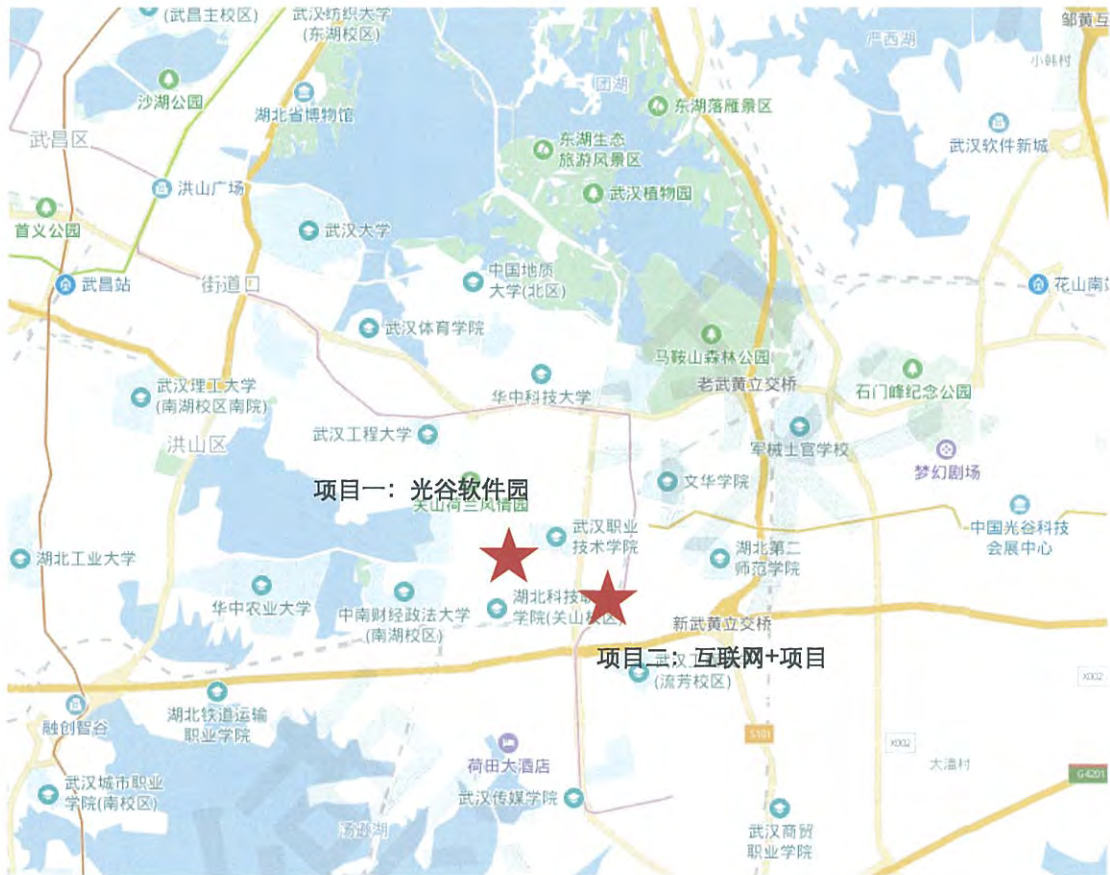 (武昌主校区)
武汉纺织大学
(东湖校区)
严西湖
邹黄互
小韩村
沙湖公园
湖北省博物馆
团湖
东湖落雁景区
武昌区
东湖生态
旅游风景区
武汉软件新城
洪山广场
武汉植物园
首义公园
武汉大学
武昌站
街道口
中国地质
大学(北区)
花山南
武汉体育学院
马鞍山森林公园
武汉理工大学
(南湖校区南院)
华中科技大学
老武黄立交桥
石门峰纪念公园
洪山区
武汉工程大学
军械士官学校
梦幻剧场
项目一：光谷软件园
关山荷兰风情园
文华学院
武汉职业
技术学院
中国光谷科技
会展中心
湖北工业大学
湖北第二
师范学院
华中农业大学
中南财经政法大学
(南湖校区)
湖北科技
学院(关山校区)
新武黄立交桥
项目二：互联网+项目
武汉工
(流芳校区)
X002
湖北铁道运输
职业学院
融创智谷
S101
X002
荷田大酒店
大湓村
G4201
武汉城市职业
学院(南校区)
武汉传媒学院
汤逊湖
武汉商贸
职业学院